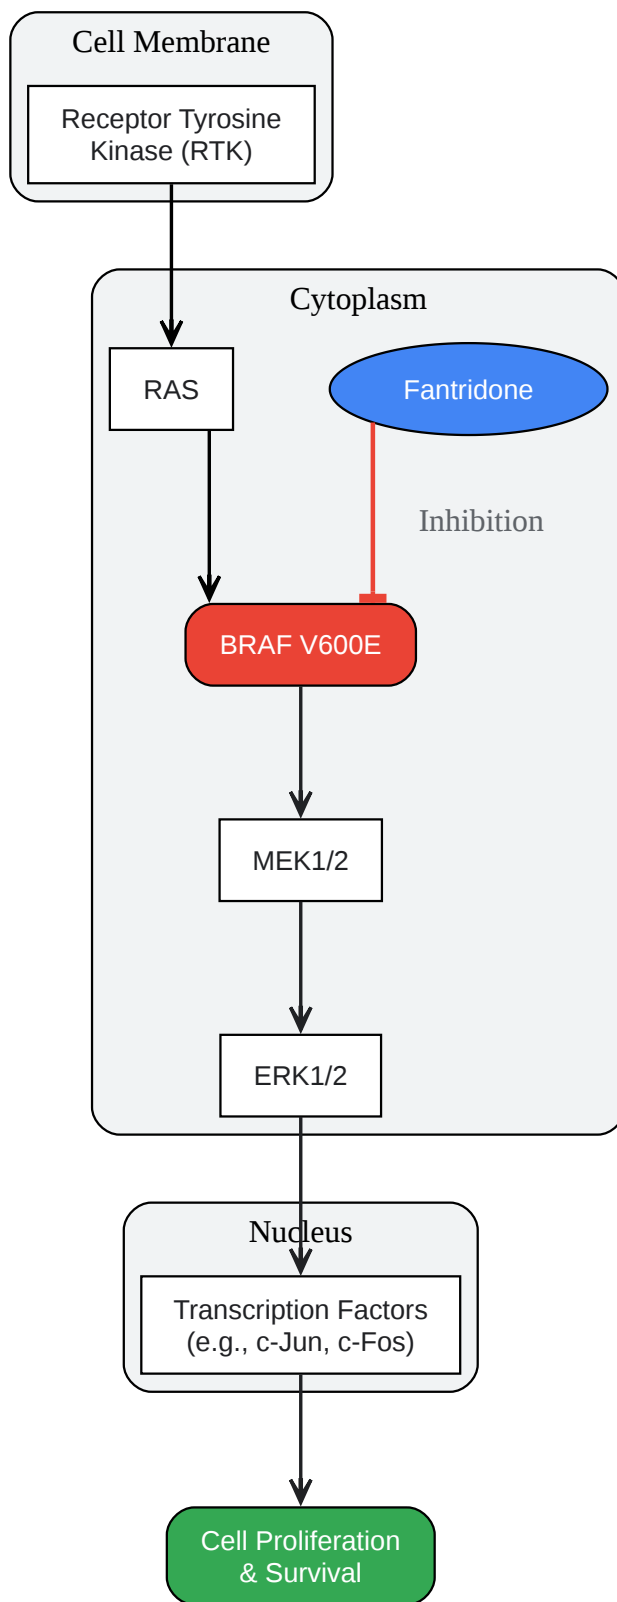 Cell Membrane
Receptor Tyrosine
Kinase (RTK)
Cytoplasm
RAS
Fantridone
Inhibition
BRAF V600E
MEK1/2
ERK1/2
Nucleus
Transcription Factors
(e.g., c-Jun, c-Fos)
Cell Proliferation
& Survival